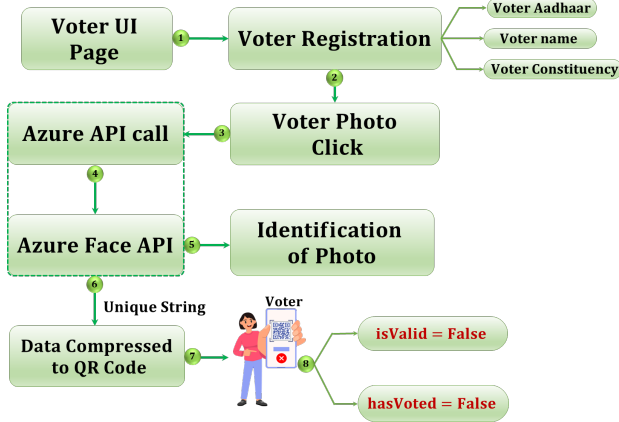 Voter UI
Page
1
Voter Registration
Voter Aadhaar
Voter name
Voter Constituency
2
Azure API call
3
Voter Photo
Click
4
Azure Face API
5
Identification
of Photo
6
Unique String
Voter
Data Compressed
to QR Code
7
8
isValid = False
hasVoted = False